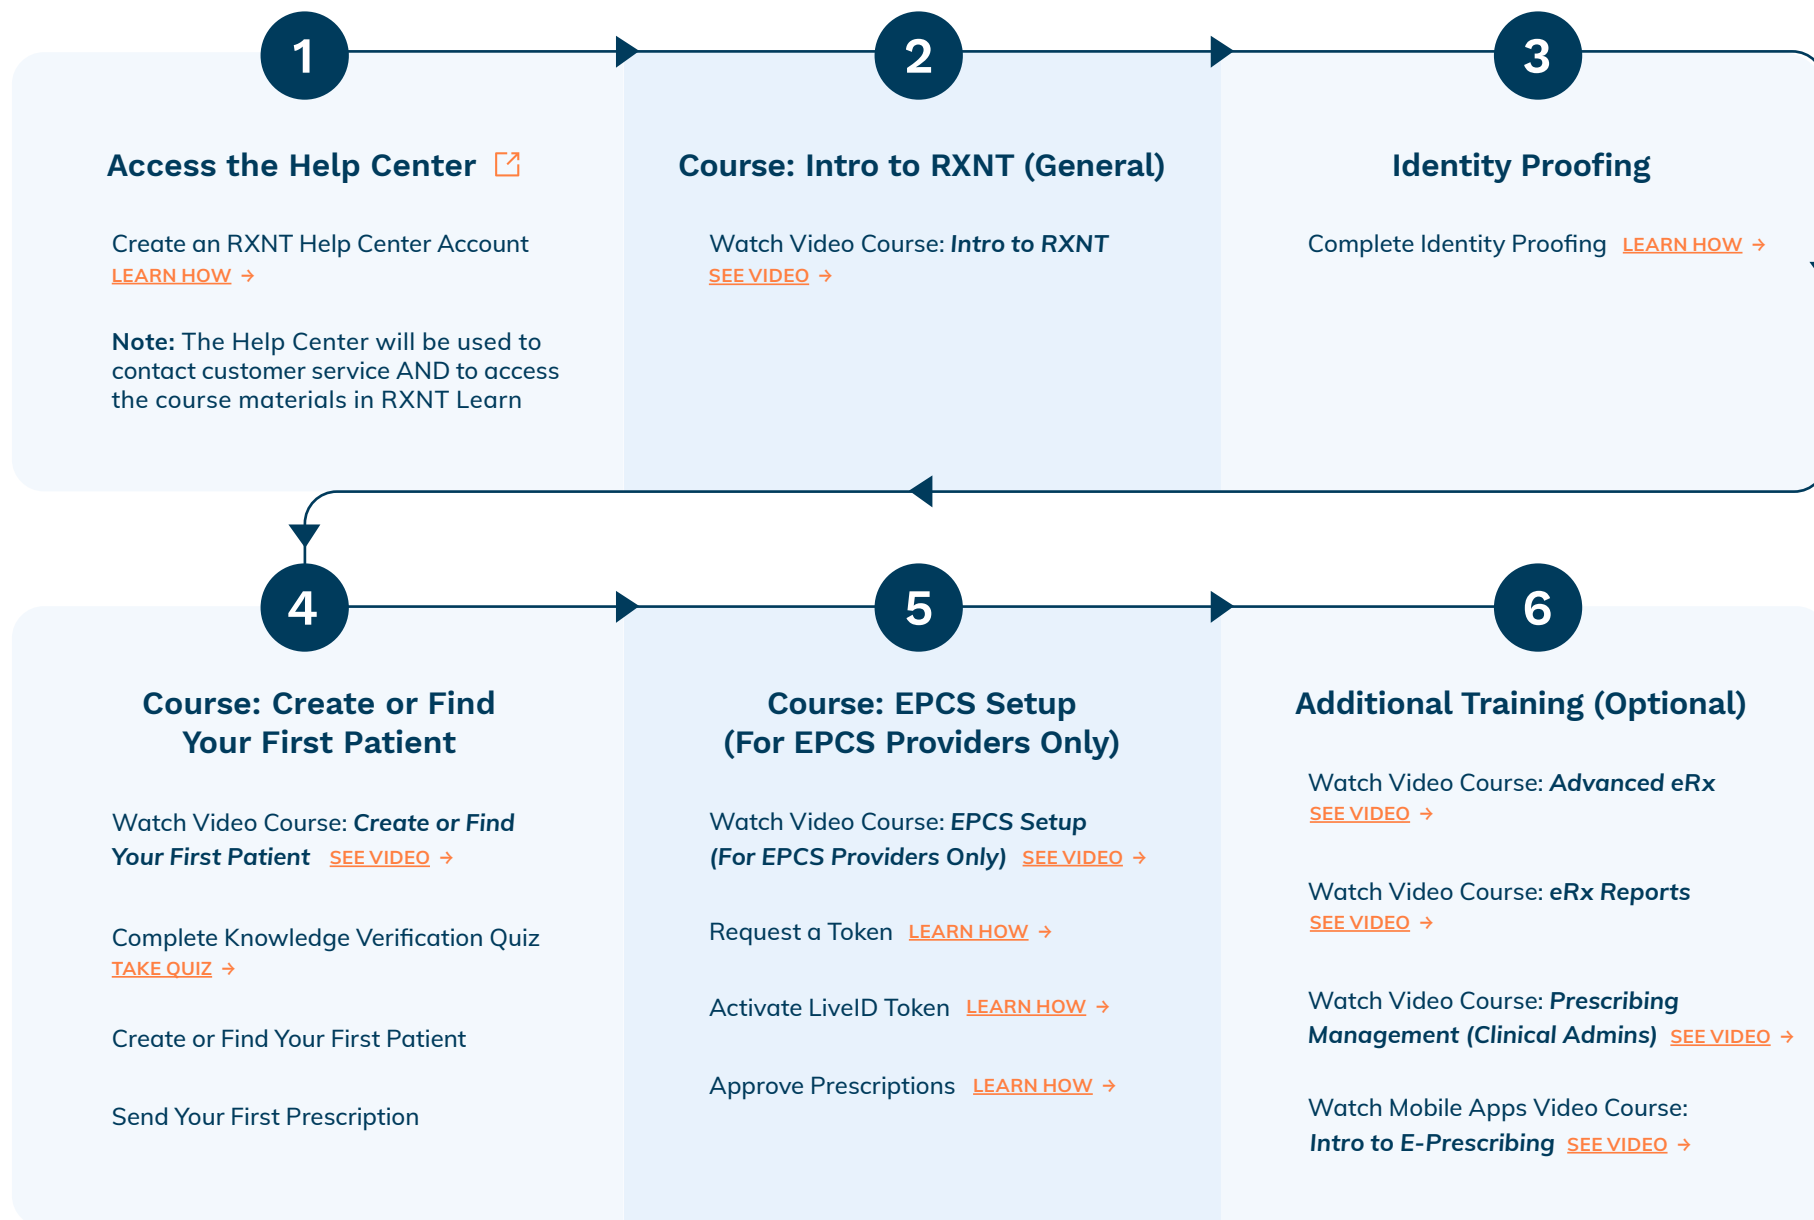 1
Access the Help Center
Create an RXNT Help Center Account
LEARN HOW →
Note: The Help Center will be used to
contact customer service AND to access
the course materials in RXNT Learn
2
Course: Intro to RXNT (General)
Watch Video Course: Intro to RXNT
SEE VIDEO →
3
Identity Proofing
Complete Identity Proofing LEARN HOW →
4
Course: Create or Find
Your First Patient
Watch Video Course: Create or Find
Your First Patient SEE VIDEO →
Complete Knowledge Verification Quiz
TAKE QUIZ →
Create or Find Your First Patient
Send Your First Prescription
5
Course: EPCS Setup
(For EPCS Providers Only)
Watch Video Course: EPCS Setup
(For EPCS Providers Only) SEE VIDEO →
Request a Token LEARN HOW →
Activate LiveID Token LEARN HOW →
Approve Prescriptions LEARN HOW →
6
Additional Training (Optional)
Watch Video Course: Advanced eRx
SEE VIDEO →
Watch Video Course: eRx Reports
SEE VIDEO →
Watch Video Course: Prescribing
Management (Clinical Admins) SEE VIDEO →
Watch Mobile Apps Video Course:
Intro to E-Prescribing SEE VIDEO →